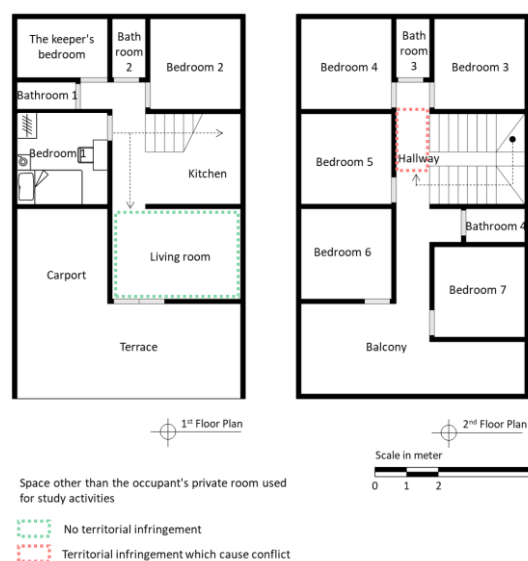 The keeper's
bedroom
Bath
room
2
Bedroom 2
Bathroom 1
Bedroom
Kitchen
Living room
Carport
Terrace
1st Floor Plan
Bedroom 4
Bath
room
3
Bedroom 3
Bedroom 5
Hallway
Bathroom 4
Bedroom 6
Bedroom 7
Balcony
2nd Floor Plan
Scale in meter
0 1 2
Space other than the occupant's private room used
for study activities
No territorial infringement
Territorial infringement which cause conflict